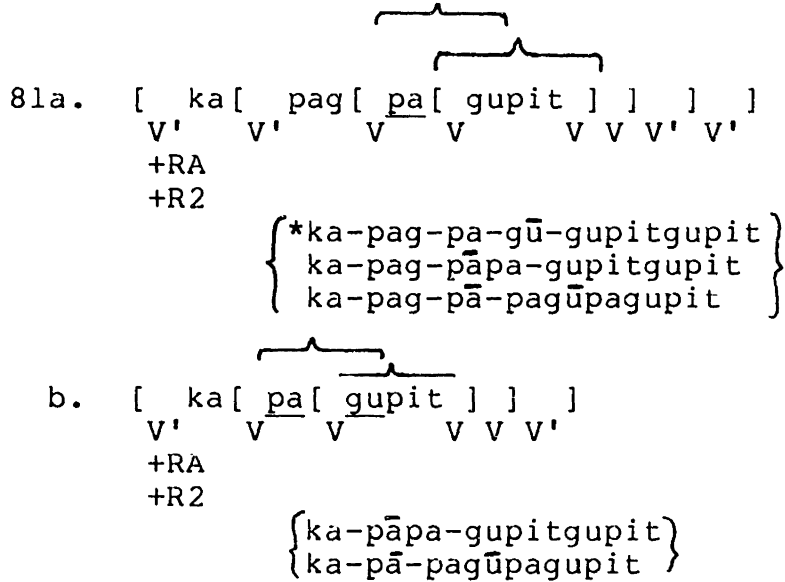 81a. [ ka[ pag[ pa[ gupit ] ] ] ]
V' V' V V V V V' V'
+RA
+R2
{*ka-pag-pa-gū-gupitgupit}
ka-pag-pāpa-gupitgupit
ka-pag-pā-pagūpagupit
b. [ ka[ pa[ gupit ] ] ]
V' V V V V V'
+RA
+R2
{ka-pāpa-gupitgupit}
ka-pā-pagūpagupit